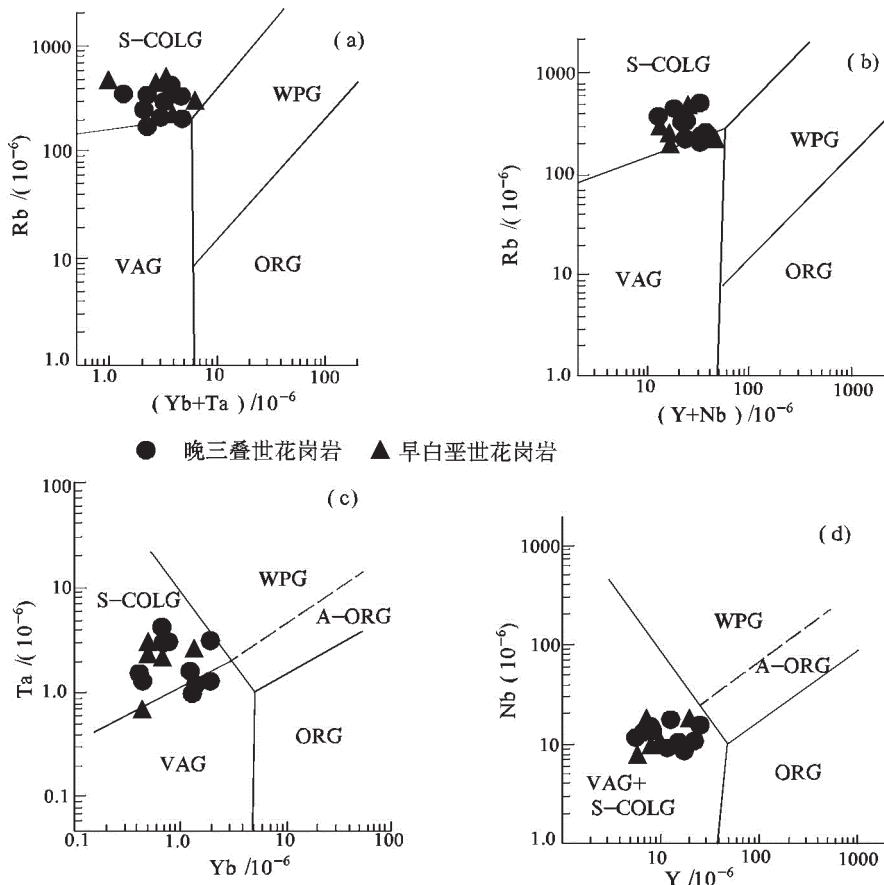 S-COLG
( a )
1000
WPG
100
Rb /( 10⁻⁶)
VAG
ORG
10
1.0
1.0
10
100
( Yb+Ta ) /10⁻⁶
S-COLG
( b )
1000
WPG
100
Rb /( 10⁻⁶)
VAG
ORG
10
1.0
10
100
1000
(Y+Nb ) /10⁻⁶
● 晚三叠世花岗岩 ▲ 早白垩世花岗岩
100
( c )
WPG
10
S-COLG
A-ORG
Ta /( 10⁻⁶)
1.0
VAG
ORG
0.1
0.1
1.0
10
100
Yb /10⁻⁶
( d )
1000
WPG
100
A-ORG
Nb ( 10⁻⁶)
10
VAG+
S-COLG
ORG
1.0
10
100
1000
Y /10⁻⁶